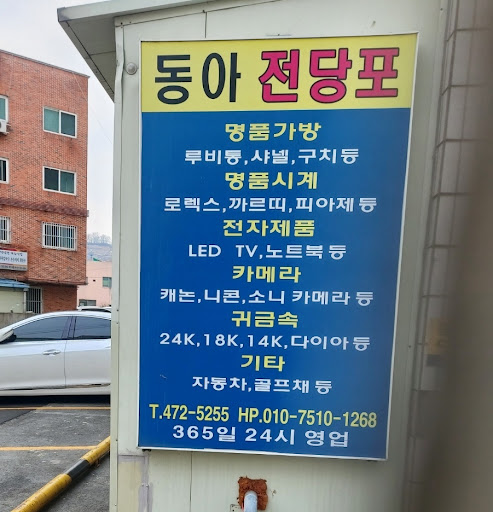 동아 전당포
명품가방
루비통,샤넬,구치등
명품시계
로렉스,까르띠,피아제등
전자제품
LED TV,노트북등
카메라
캐논,니콘,소니 카메라 등
귀금속
24K,18K,14K,다이아등
기타
자동차,골프채등
T.472-5255 HP.010-7510-1268
365일 24시 영업